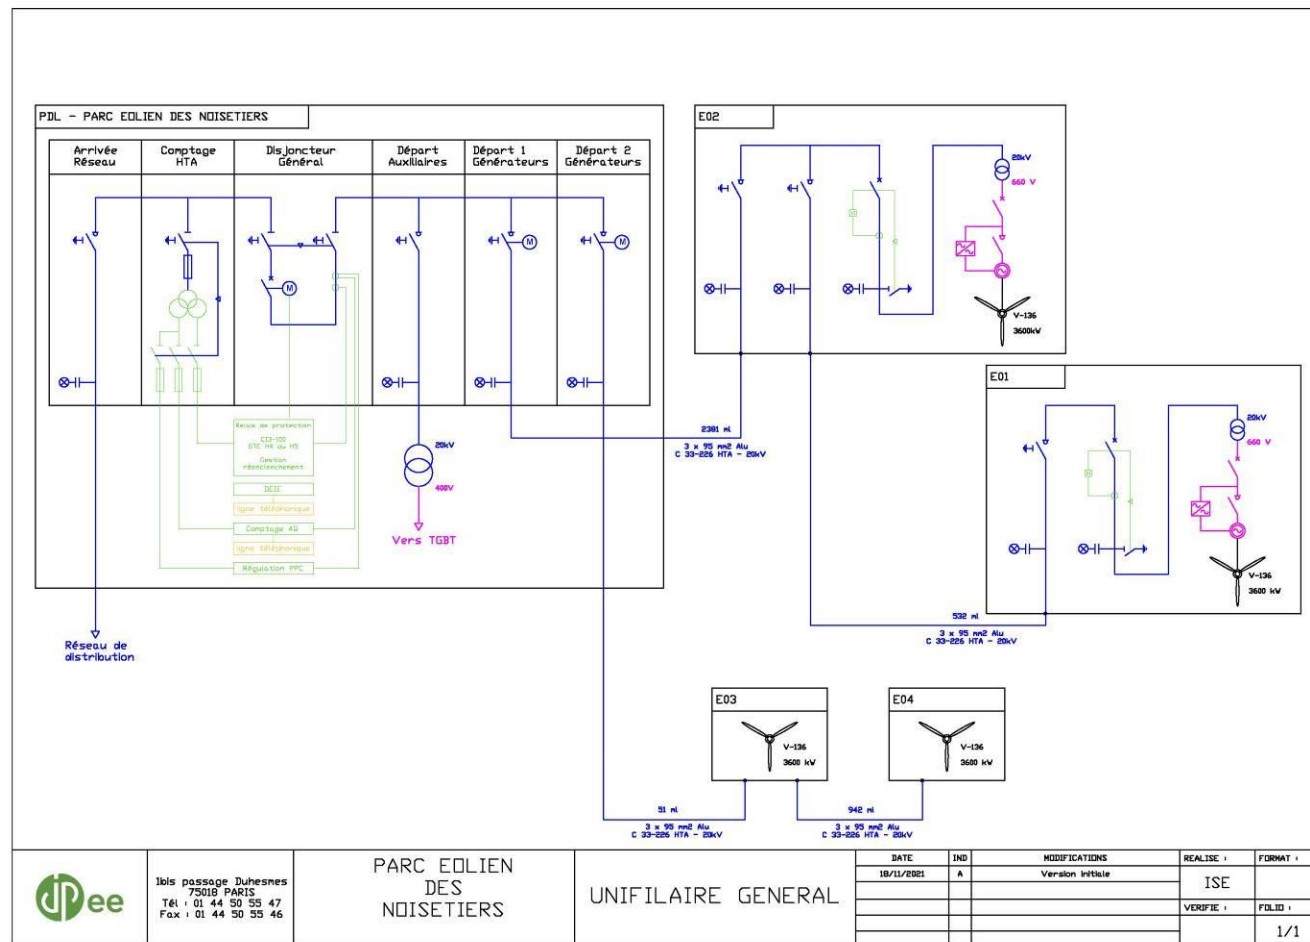 PDL - PARC EOLIEN DES NOISETIERS
Arrivée
Réseau
Comptage
HTA
Disjoncteur
Général
Départ
Auxiliaires
Départ 1
Générateurs
Départ 2
Générateurs
M
M
M
Relais de protection
Gestion
réenclenchement
DEIE
ligne téléphonique
Comptage 4Q
ligne téléphonique
Régulation PPC
20kV
400V
Vers TGBT
Réseau de
distribution
E02
20kV
660 V
V-136
3600kW
E01
20kV
660 V
V-136
3600 kW
2381 ml
3 x 95 mm2 Alu
C 33-226 HTA - 20kV
532 ml
3 x 95 mm2 Alu
C 33-226 HTA - 20kV
E03
V-136
3600 kW
E04
V-136
3600 kW
51 ml
3 x 95 mm2 Alu
C 33-226 HTA - 20kV
942 ml
3 x 95 mm2 Alu
C 33-226 HTA - 20kV
JPee
1bis passage Duhesmes
75018 PARIS
Tél : 01 44 50 55 47
Fax : 01 44 50 55 46
PARC EOLIEN
DES
NOISETIERS
UNIFILAIRE GENERAL
DATE
IND
MODIFICATIONS
REALISE :
FORMAT :
18/11/2021
A
Version initiale
ISE
VERIFIE :
FOLIO :
1/1